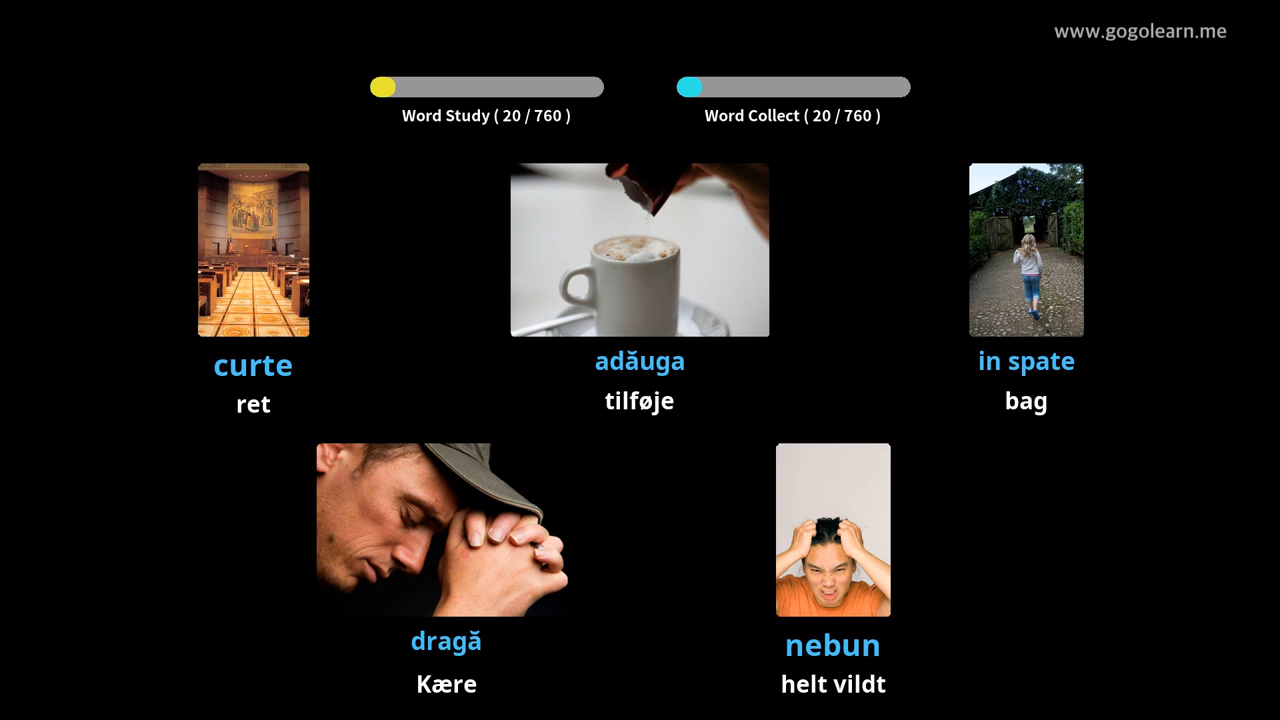 www.gogolearn.me
Word Study ( 20 / 760 )
Word Collect ( 20 / 760 )
curte
adăuga
in spate
ret
tilføje
bag
dragă
nebun
Kære
helt vildt